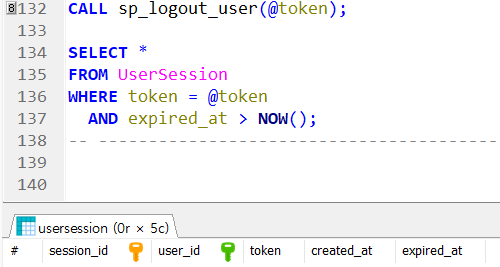 132 CALL sp_logout_user(@token);
133
134 SELECT *
135 FROM UserSession
136 WHERE token = @token
137 AND expired_at > NOW();
138 -- ---------------------------------------
139
140
usersession (0r × 5c)
# session_id user_id token created_at expired_at